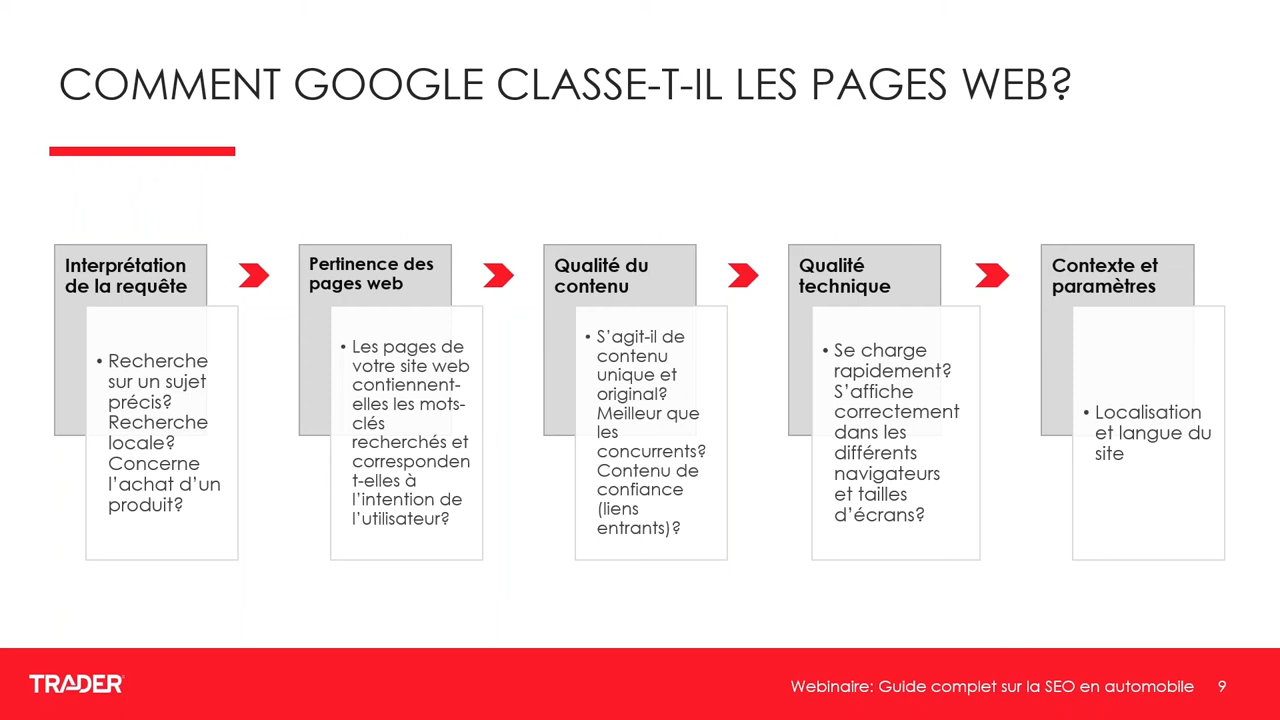 COMMENT GOOGLE CLASSE-T-IL LES PAGES WEB?
Interprétation
de la requête
• Recherche
sur un sujet
précis?
Recherche
locale?
Concerne
l'achat d'un
produit?
Pertinence des
pages web
• Les pages de
votre site web
contiennent-
elles les mots-
clés
recherchés et
corresponden
t-elles à
l'intention de
l'utilisateur?
Qualité du
contenu
• S'agit-il de
contenu
unique et
original?
Meilleur que
les
concurrents?
Contenu de
confiance
(liens
entrants)?
Qualité
technique
• Se charge
rapidement?
S'affiche
correctement
dans les
différents
navigateurs
et tailles
d'écrans?
Contexte et
paramètres
• Localisation
et langue du
site
TRADER
Webinaire: Guide complet sur la SEO en automobile 9